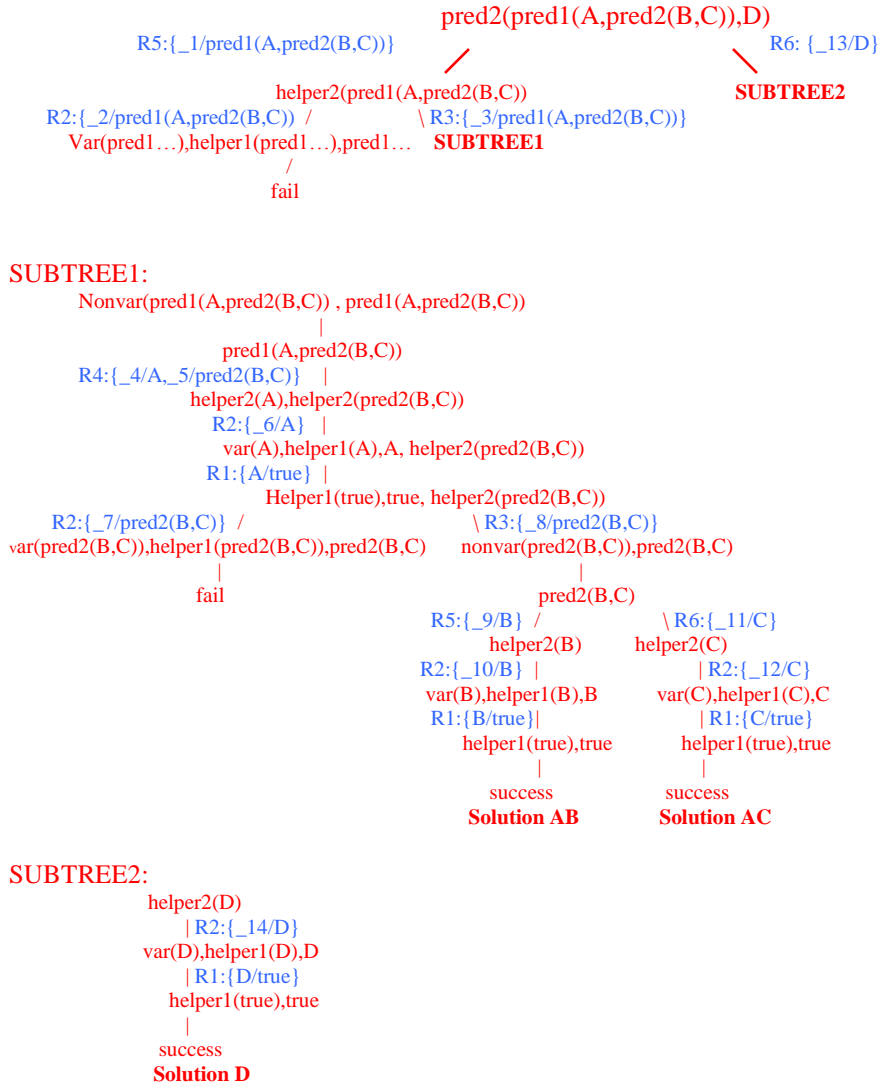 pred2(pred1(A,pred2(B,C)),D)
R5:{_1/pred1(A,pred2(B,C))} R6: {_13/D}
helper2(pred1(A,pred2(B,C)) SUBTREE2
R2:{_2/pred1(A,pred2(B,C)) / \ R3:{_3/pred1(A,pred2(B,C))}
Var(pred1…),helper1(pred1…),pred1… SUBTREE1
/
fail
SUBTREE1:
Nonvar(pred1(A,pred2(B,C)) , pred1(A,pred2(B,C))
|
pred1(A,pred2(B,C))
R4:{_4/A,_5/pred2(B,C)} |
helper2(A),helper2(pred2(B,C))
R2:{_6/A} |
var(A),helper1(A),A, helper2(pred2(B,C))
R1:{A/true} |
Helper1(true),true, helper2(pred2(B,C))
R2:{_7/pred2(B,C)} / \ R3:{_8/pred2(B,C)}
var(pred2(B,C)),helper1(pred2(B,C)),pred2(B,C) nonvar(pred2(B,C)),pred2(B,C)
| |
fail pred2(B,C)
R5:{_9/B} / \ R6:{_11/C}
helper2(B) helper2(C)
R2:{_10/B} | | R2:{_12/C}
var(B),helper1(B),B var(C),helper1(C),C
R1:{B/true}| | R1:{C/true}
helper1(true),true helper1(true),true
| |
success success
Solution AB Solution AC
SUBTREE2:
helper2(D)
| R2:{_14/D}
var(D),helper1(D),D
| R1:{D/true}
helper1(true),true
|
success
Solution D